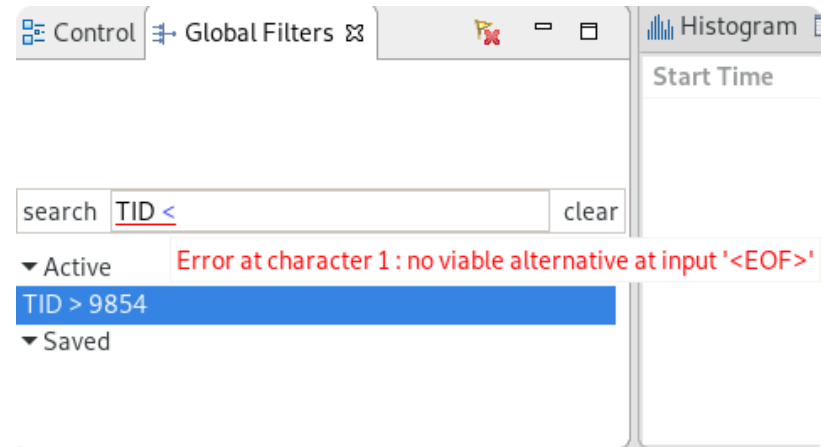 Control Global Filters Histogram
Start Time
search TID < clear
Error at character 1 : no viable alternative at input '<EOF>'
Active
TID > 9854
Saved